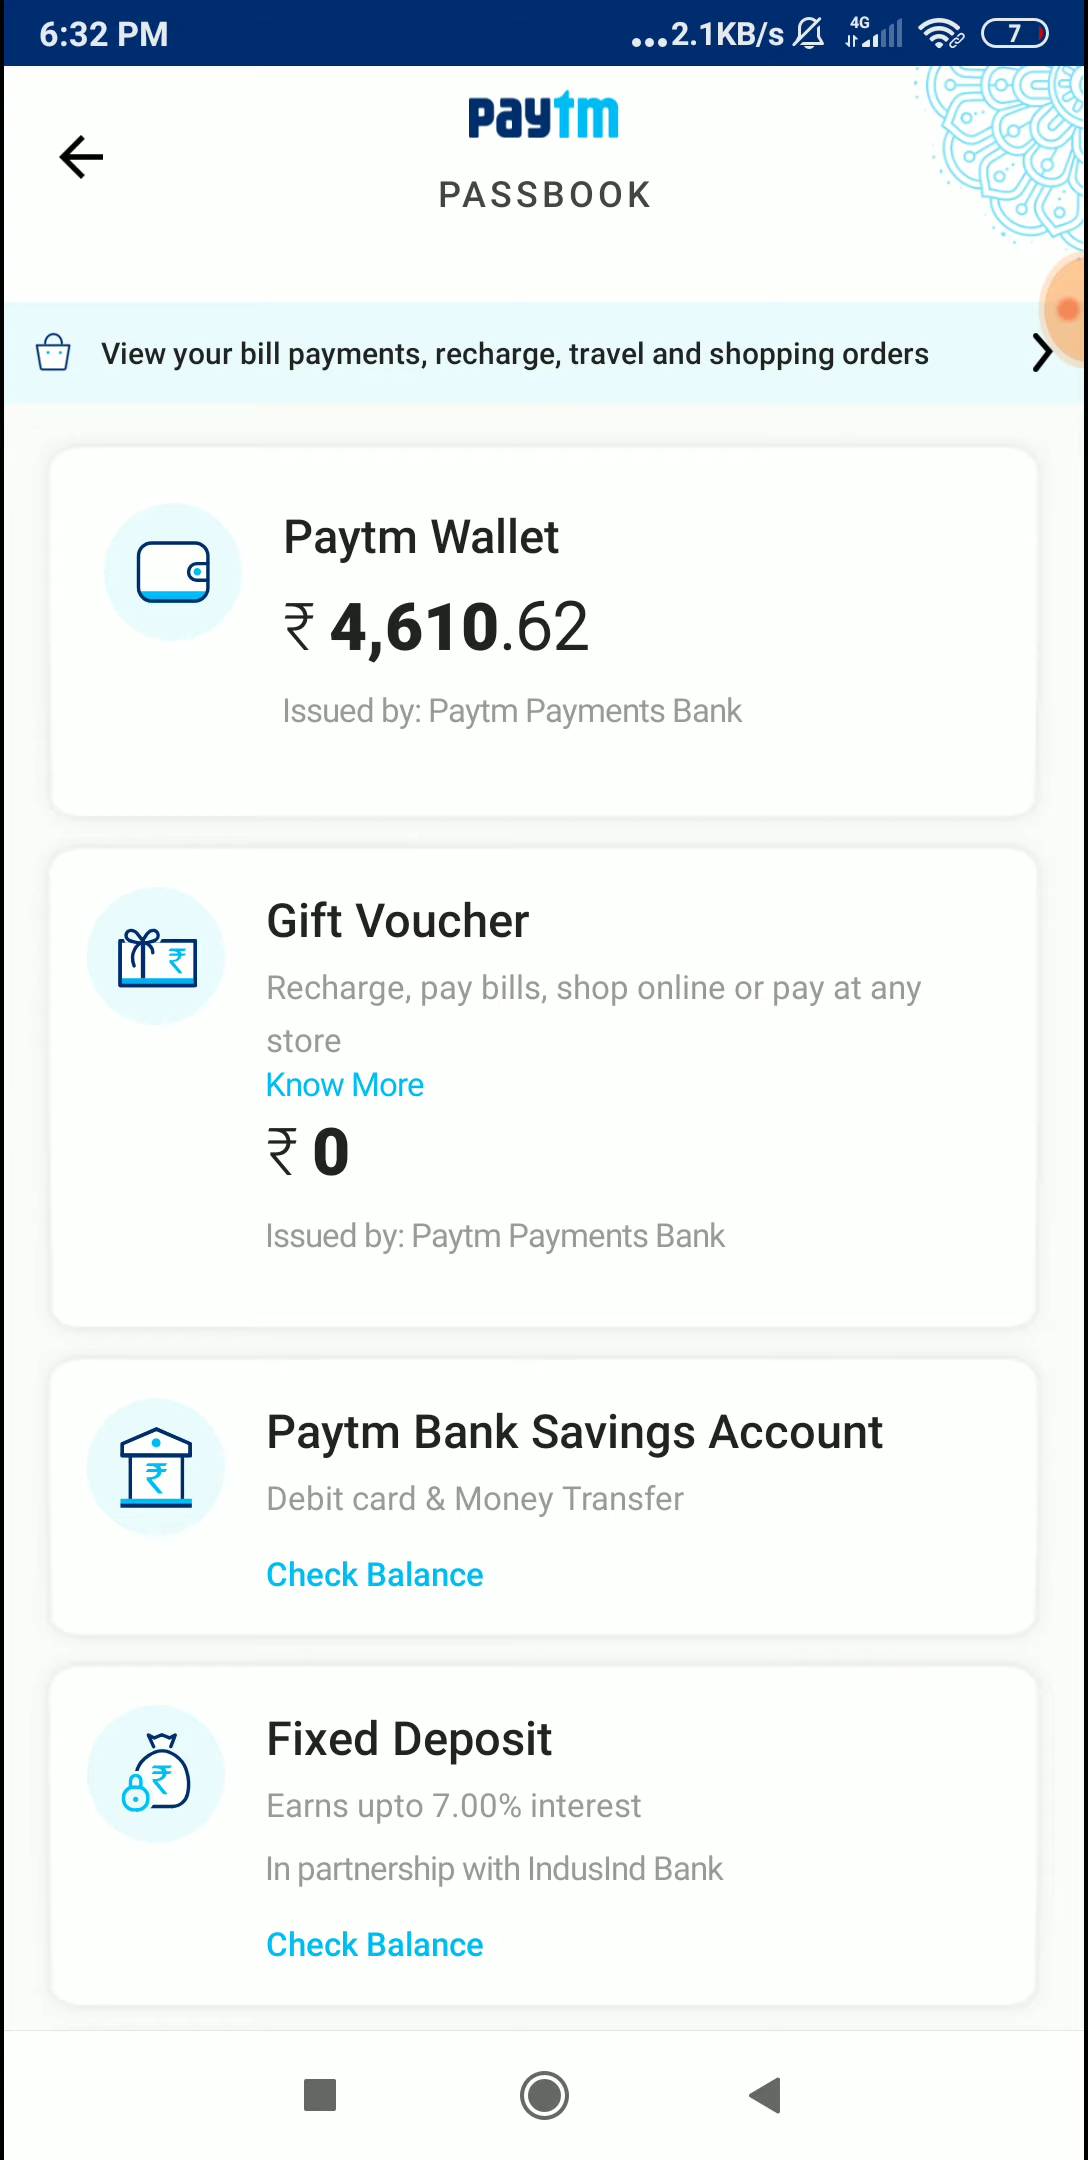 6:32 PM
...2.1KB/s 4G 7
paytm
PASSBOOK
View your bill payments, recharge, travel and shopping orders
Paytm Wallet
₹ 4,610.62
Issued by: Paytm Payments Bank
Gift Voucher
₹
Recharge, pay bills, shop online or pay at any
store
Know More
₹ 0
Issued by: Paytm Payments Bank
Paytm Bank Savings Account
₹
Debit card & Money Transfer
Check Balance
Fixed Deposit
₹
Earns upto 7.00% interest
In partnership with IndusInd Bank
Check Balance